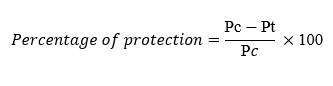 Percentage of protection = (Pc − Pt) / Pc × 100